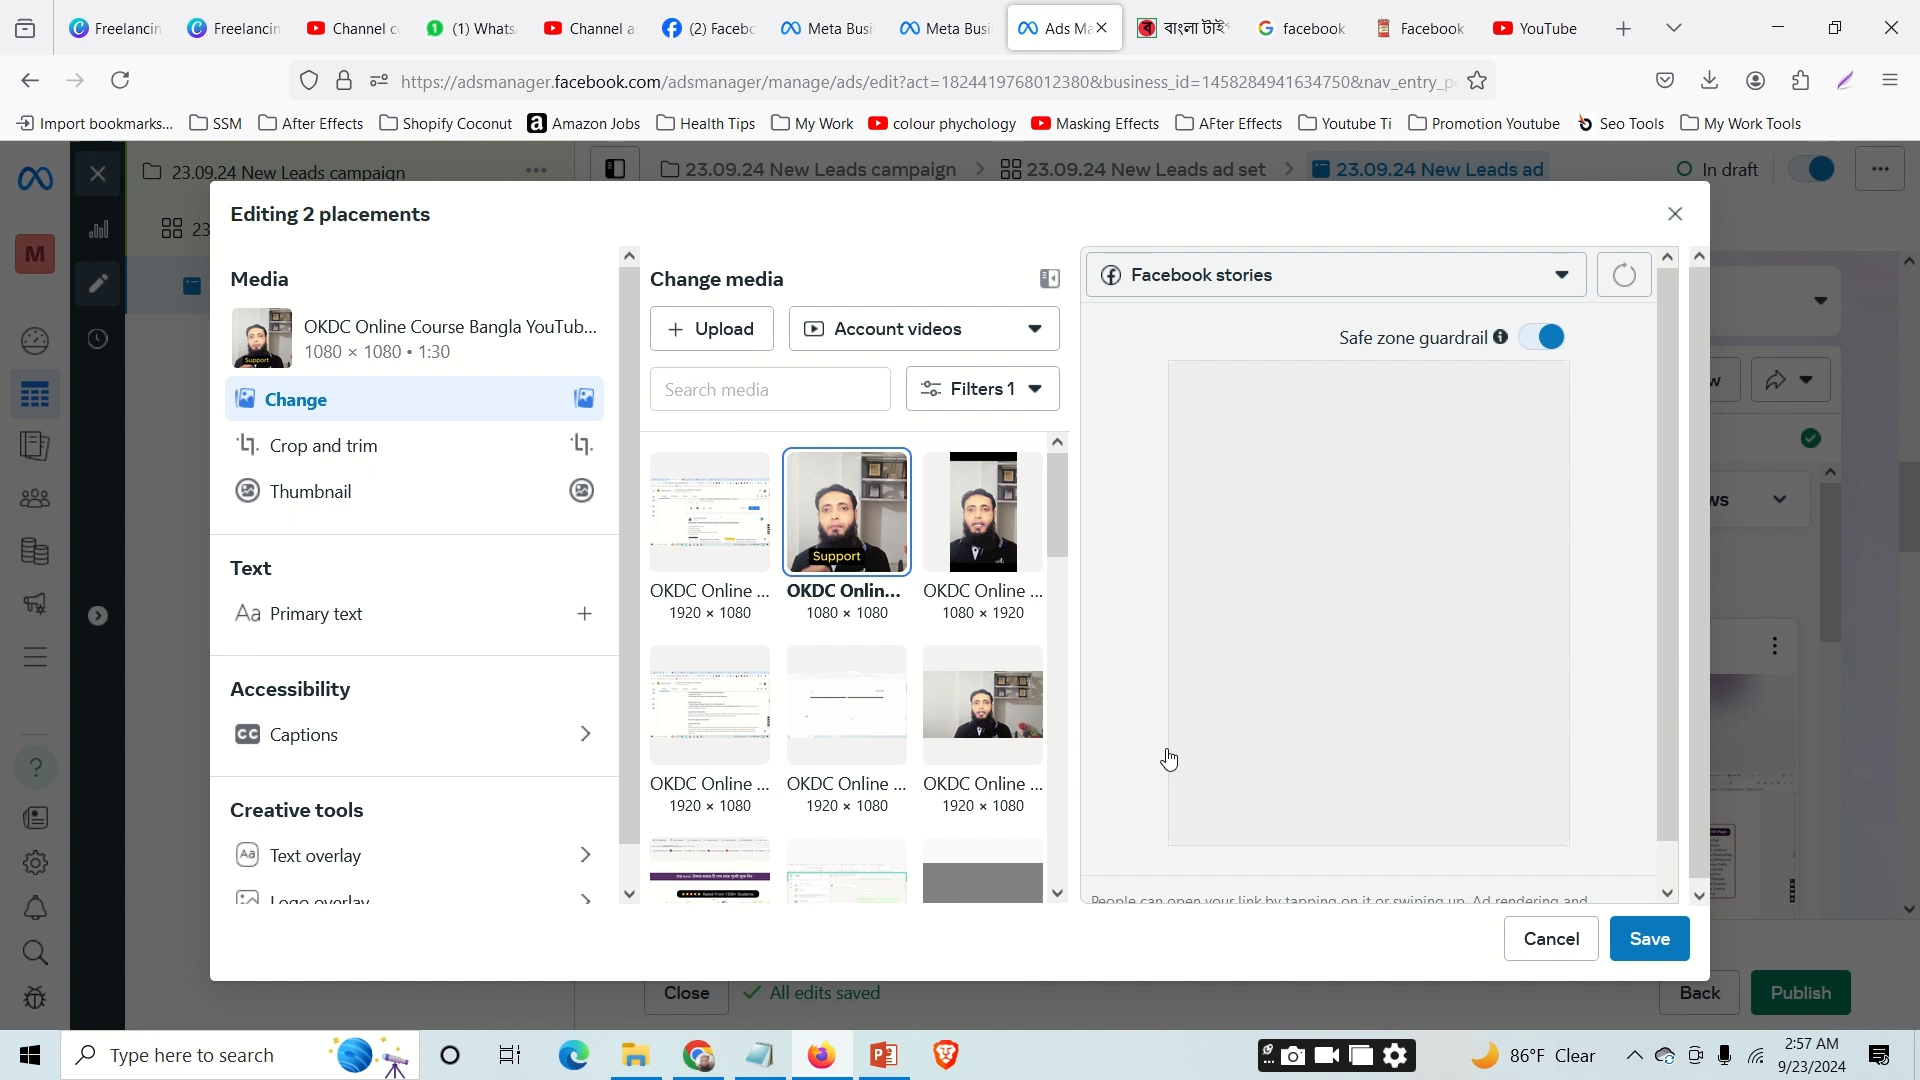 Freelancin
Freelancin
Channel c
(1) Whats
Channel a
(2) Facebo
Meta Busi
Meta Busi
Ads Ma
বাংলা টাইপ
facebook
Facebook
YouTube
https://adsmanager.facebook.com/adsmanager/manage/ads/edit?act=1824419768012380&business_id=1458284941634750&nav_entry_p
Import bookmarks...
SSM
After Effects
Shopify Coconut
Amazon Jobs
Health Tips
My Work
colour phychology
Masking Effects
AFter Effects
Youtube Ti
Promotion Youtube
Seo Tools
My Work Tools
23.09.24 New Leads campaign
23.09.24 New Leads campaign
23.09.24 New Leads ad set
23.09.24 New Leads ad
In draft
M
23
Editing 2 placements
Media
OKDC Online Course Bangla YouTub...
1080 × 1080 • 1:30
Change
Crop and trim
Thumbnail
Text
Aa Primary text
Accessibility
CC Captions
Creative tools
Aa Text overlay
Logo overlay
Change media
+ Upload
Account videos
Search media
Filters 1
Support
OKDC Online ...
1920 × 1080
OKDC Onlin...
1080 × 1080
OKDC Online ...
1080 × 1920
OKDC Online ...
1920 × 1080
OKDC Online ...
1920 × 1080
OKDC Online ...
1920 × 1080
Facebook stories
Safe zone guardrail
People can open your link by tapping on it or swiping up. Ad rendering and
w
ws
Cancel
Save
Close
All edits saved
Back
Publish
Type here to search
86°F Clear
2:57 AM
9/23/2024